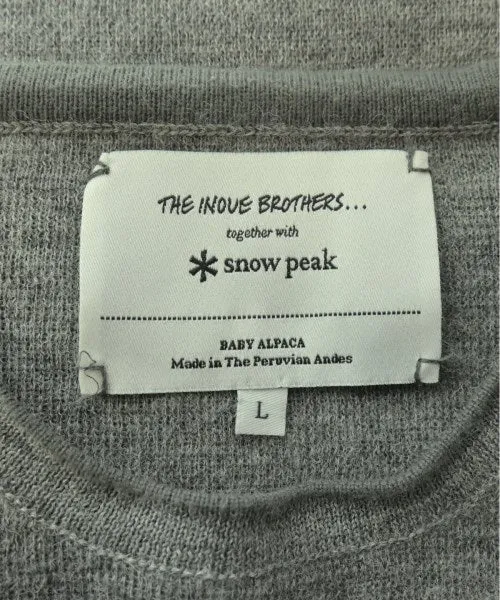 THE INOUE BROTHERS...
together with
snow peak
BABY ALPACA
Made in The Peruvian Andes
L